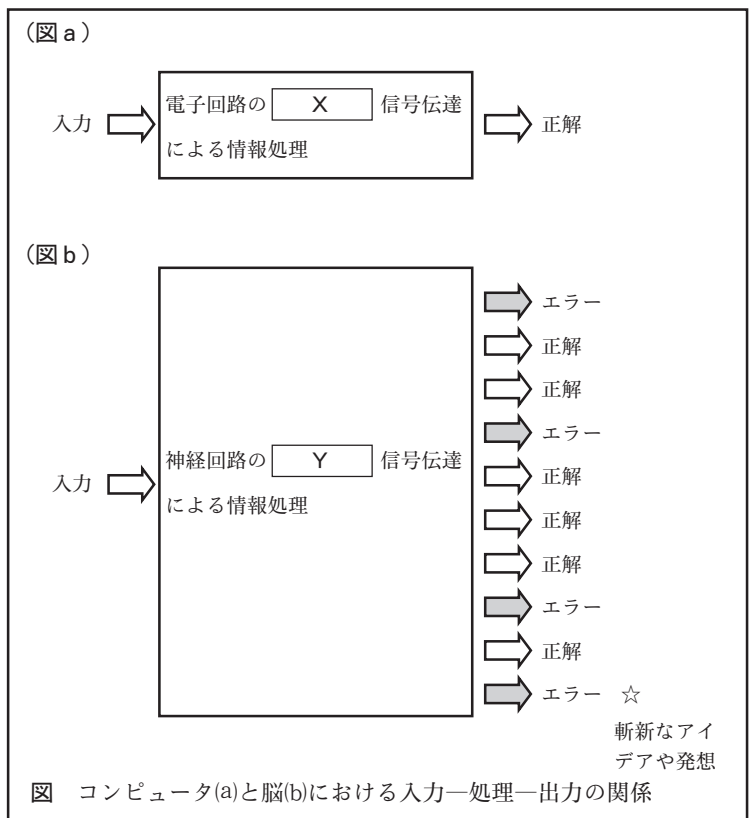 （図a）
電子回路の X 信号伝達
入力
正解
による情報処理
（図b）
エラー
正解
正解
エラー
神経回路の Y 信号伝達
入力
正解
による情報処理
正解
正解
エラー
正解
エラー ☆
斬新なアイ
デアや発想
図 コンピュータ(a)と脳(b)における入力―処理―出力の関係